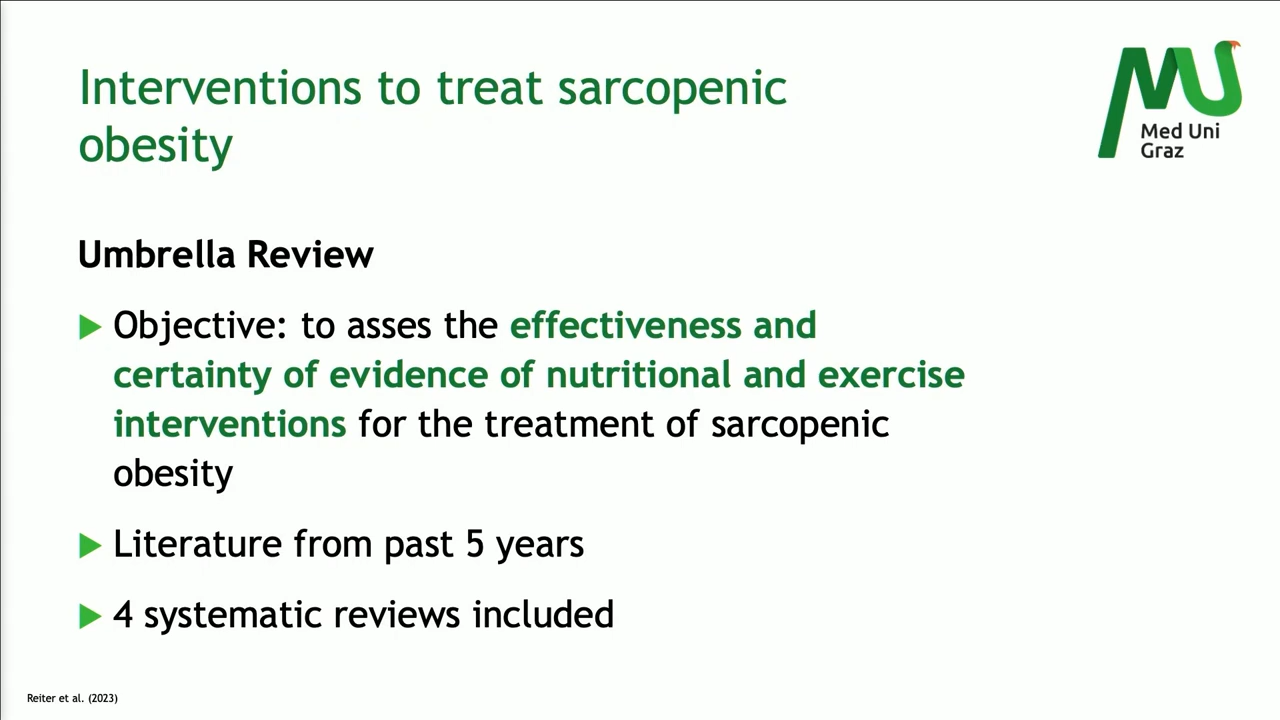 Interventions to treat sarcopenic
obesity
Med Uni
Graz
Umbrella Review
Objective: to asses the effectiveness and
certainty of evidence of nutritional and exercise
interventions for the treatment of sarcopenic
obesity
Literature from past 5 years
4 systematic reviews included
Reiter et al. (2023)